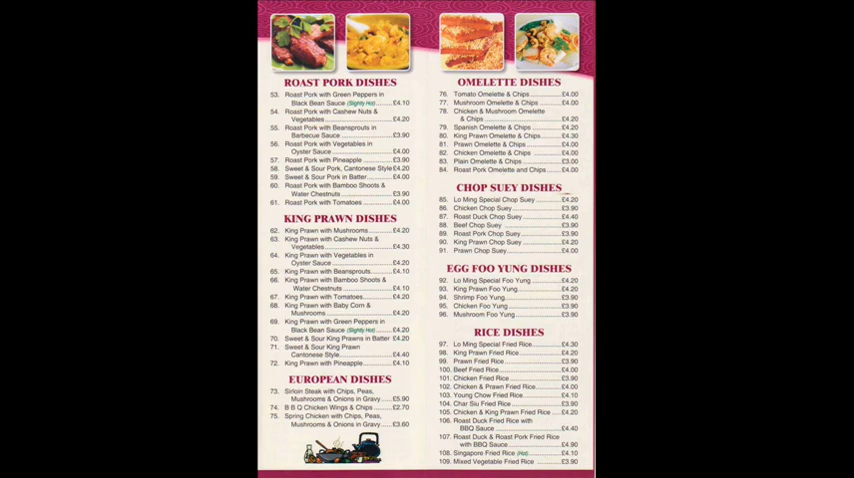 ROAST PORK DISHES
53. Roast Pork with Green Peppers in
Black Bean Sauce (Slightly Hot) ........£4.10
54. Roast Pork with Cashew Nuts &
Vegetables ..............................£4.20
55. Roast Pork with Beansprouts in
Barbecue Sauce ........................£3.90
56. Roast Pork with Vegetables in
Oyster Sauce ............................£4.00
57. Roast Pork with Pineapple ..............£3.90
58. Sweet & Sour Pork, Cantonese Style £4.20
59. Sweet & Sour Pork in Batter............£4.00
60. Roast Pork with Bamboo Shoots &
Water Chestnuts ........................£3.90
61. Roast Pork with Tomatoes ..............£4.00
KING PRAWN DISHES
62. King Prawn with Mushrooms ............£4.20
63. King Prawn with Cashew Nuts &
Vegetables ................................£4.30
64. King Prawn with Vegetables in
Oyster Sauce ............................£4.20
65. King Prawn with Beansprouts..........£4.10
66. King Prawn with Bamboo Shoots &
Water Chestnuts ........................£4.10
67. King Prawn with Tomatoes..............£4.20
68. King Prawn with Baby Corn &
Mushrooms ................................£4.20
69. King Prawn with Green Peppers in
Black Bean Sauce (Slightly Hot) ........£4.20
70. Sweet & Sour King Prawns in Batter £4.20
71. Sweet & Sour King Prawn
Cantonese Style..........................£4.40
72. King Prawn with Pineapple..............£4.10
EUROPEAN DISHES
73. Sirloin Steak with Chips, Peas,
Mushrooms & Onions in Gravy ......£5.90
74. B B Q Chicken Wings & Chips ........£2.70
75. Spring Chicken with Chips, Peas,
Mushrooms & Onions in Gravy ......£3.60
OMELETTE DISHES
76. Tomato Omelette & Chips ..............£4.00
77. Mushroom Omelette & Chips ..........£4.00
78. Chicken & Mushroom Omelette
& Chips ....................................£4.20
79. Spanish Omelette & Chips ..............£4.20
80. King Prawn Omelette & Chips..........£4.30
81. Prawn Omelette & Chips ................£4.00
82. Chicken Omelette & Chips ..............£4.00
83. Plain Omelette & Chips ..................£3.00
84. Roast Pork Omelette and Chips........£4.00
CHOP SUEY DISHES
85. Lo Ming Special Chop Suey ............£4.20
86. Chicken Chop Suey........................£3.90
87. Roast Duck Chop Suey ..................£4.40
88. Beef Chop Suey ............................£3.90
89. Roast Pork Chop Suey....................£3.90
90. King Prawn Chop Suey ..................£4.20
91. Prawn Chop Suey..........................£4.00
EGG FOO YUNG DISHES
92. Lo Ming Special Foo Yung ..............£4.20
93. King Prawn Foo Yung......................£4.20
94. Shrimp Foo Yung............................£3.90
95. Chicken Foo Yung..........................£3.90
96. Mushroom Foo Yung......................£3.90
RICE DISHES
97. Lo Ming Special Fried Rice..............£4.30
98. King Prawn Fried Rice....................£4.20
99. Prawn Fried Rice............................£3.90
100. Beef Fried Rice..............................£4.00
101. Chicken Fried Rice ........................£3.90
102. Chicken & Prawn Fried Rice............£4.00
103. Young Chow Fried Rice..................£4.10
104. Char Siu Fried Rice ........................£3.90
105. Chicken & King Prawn Fried Rice ....£4.20
106. Roast Duck Fried Rice with
BBQ Sauce ................................£4.40
107. Roast Duck & Roast Pork Fried Rice
with BBQ Sauce..........................£4.90
108. Singapore Fried Rice (Hot)..............£4.10
109. Mixed Vegetable Fried Rice ............£3.90